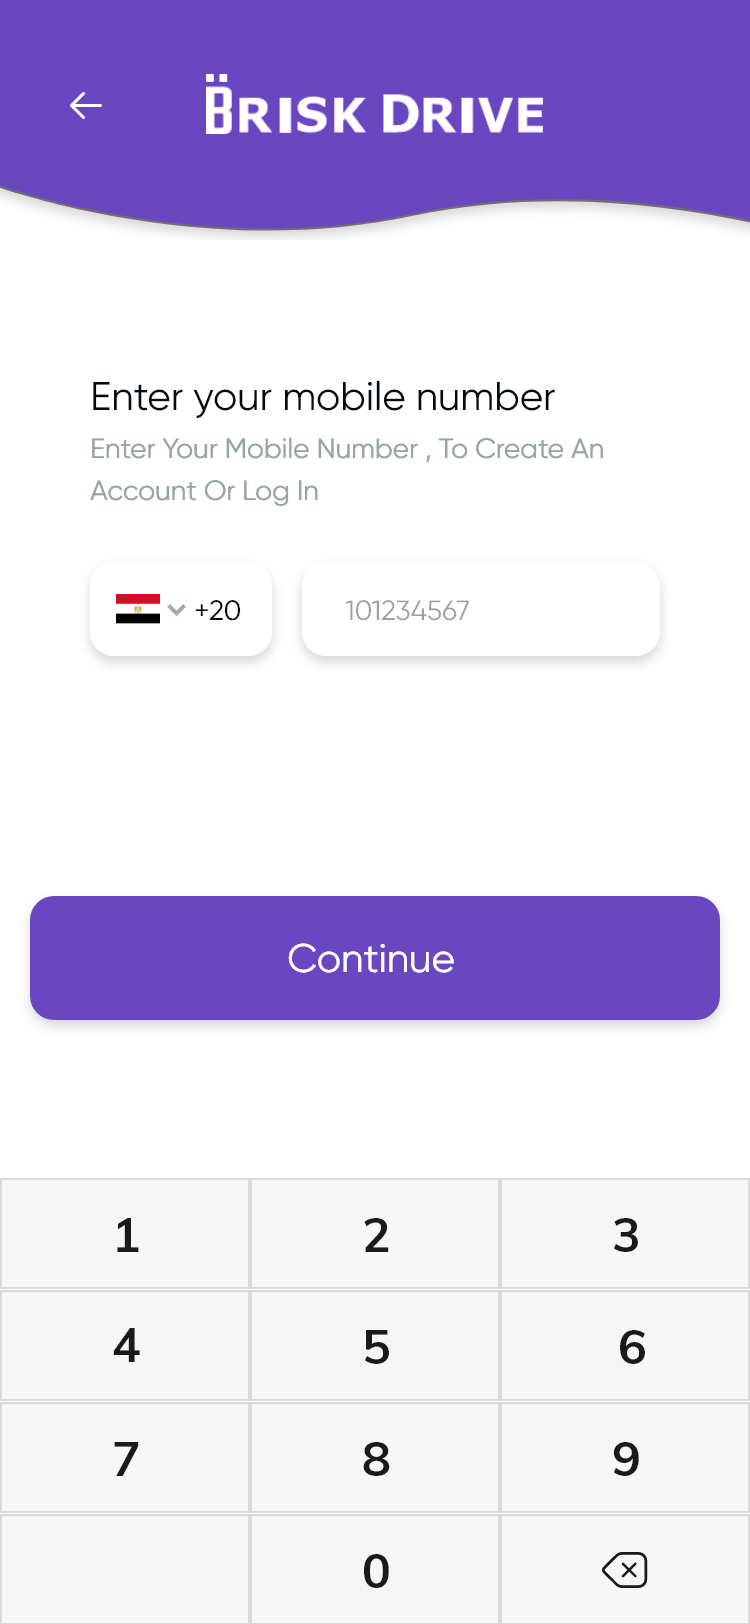 BRISK DRIVE
Enter your mobile number
Enter Your Mobile Number , To Create An
Account Or Log In
+20 101234567
Continue
1 2 3
4 5 6
7 8 9
0